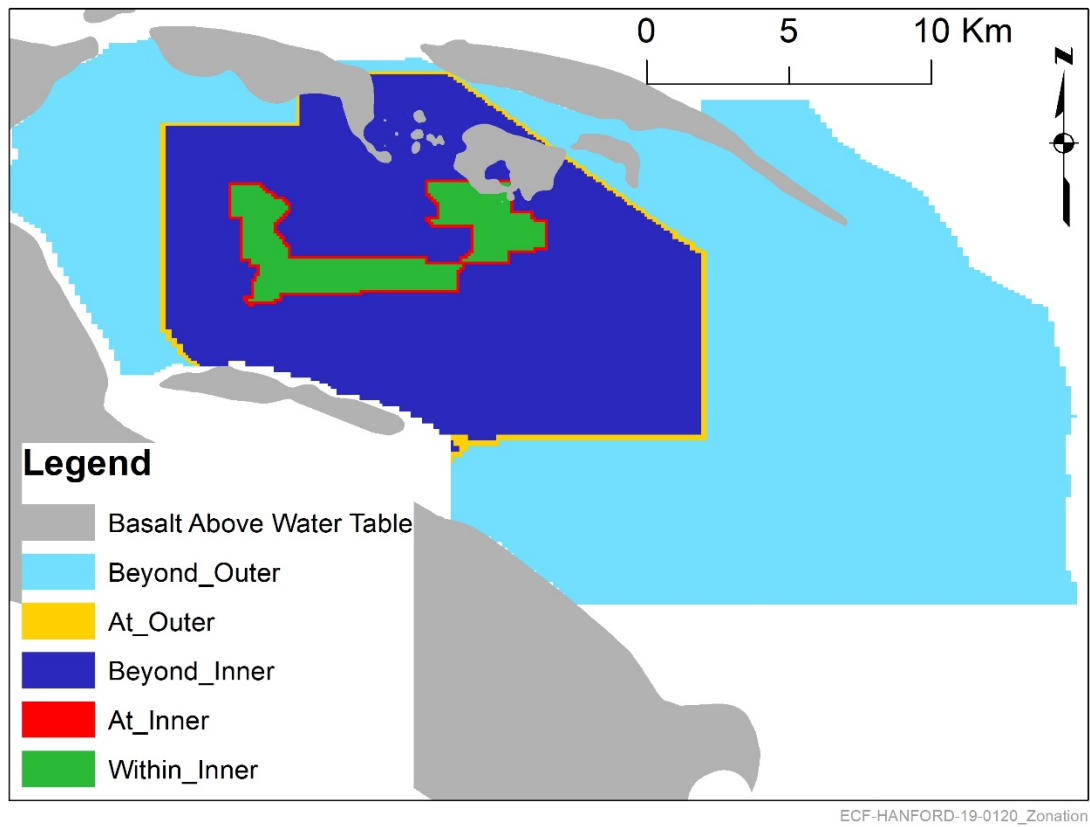 0 5 10 Km
N
Legend
Basalt Above Water Table
Beyond_Outer
At_Outer
Beyond_Inner
At_Inner
Within_Inner
ECF-HANFORD-19-0120_Zonation